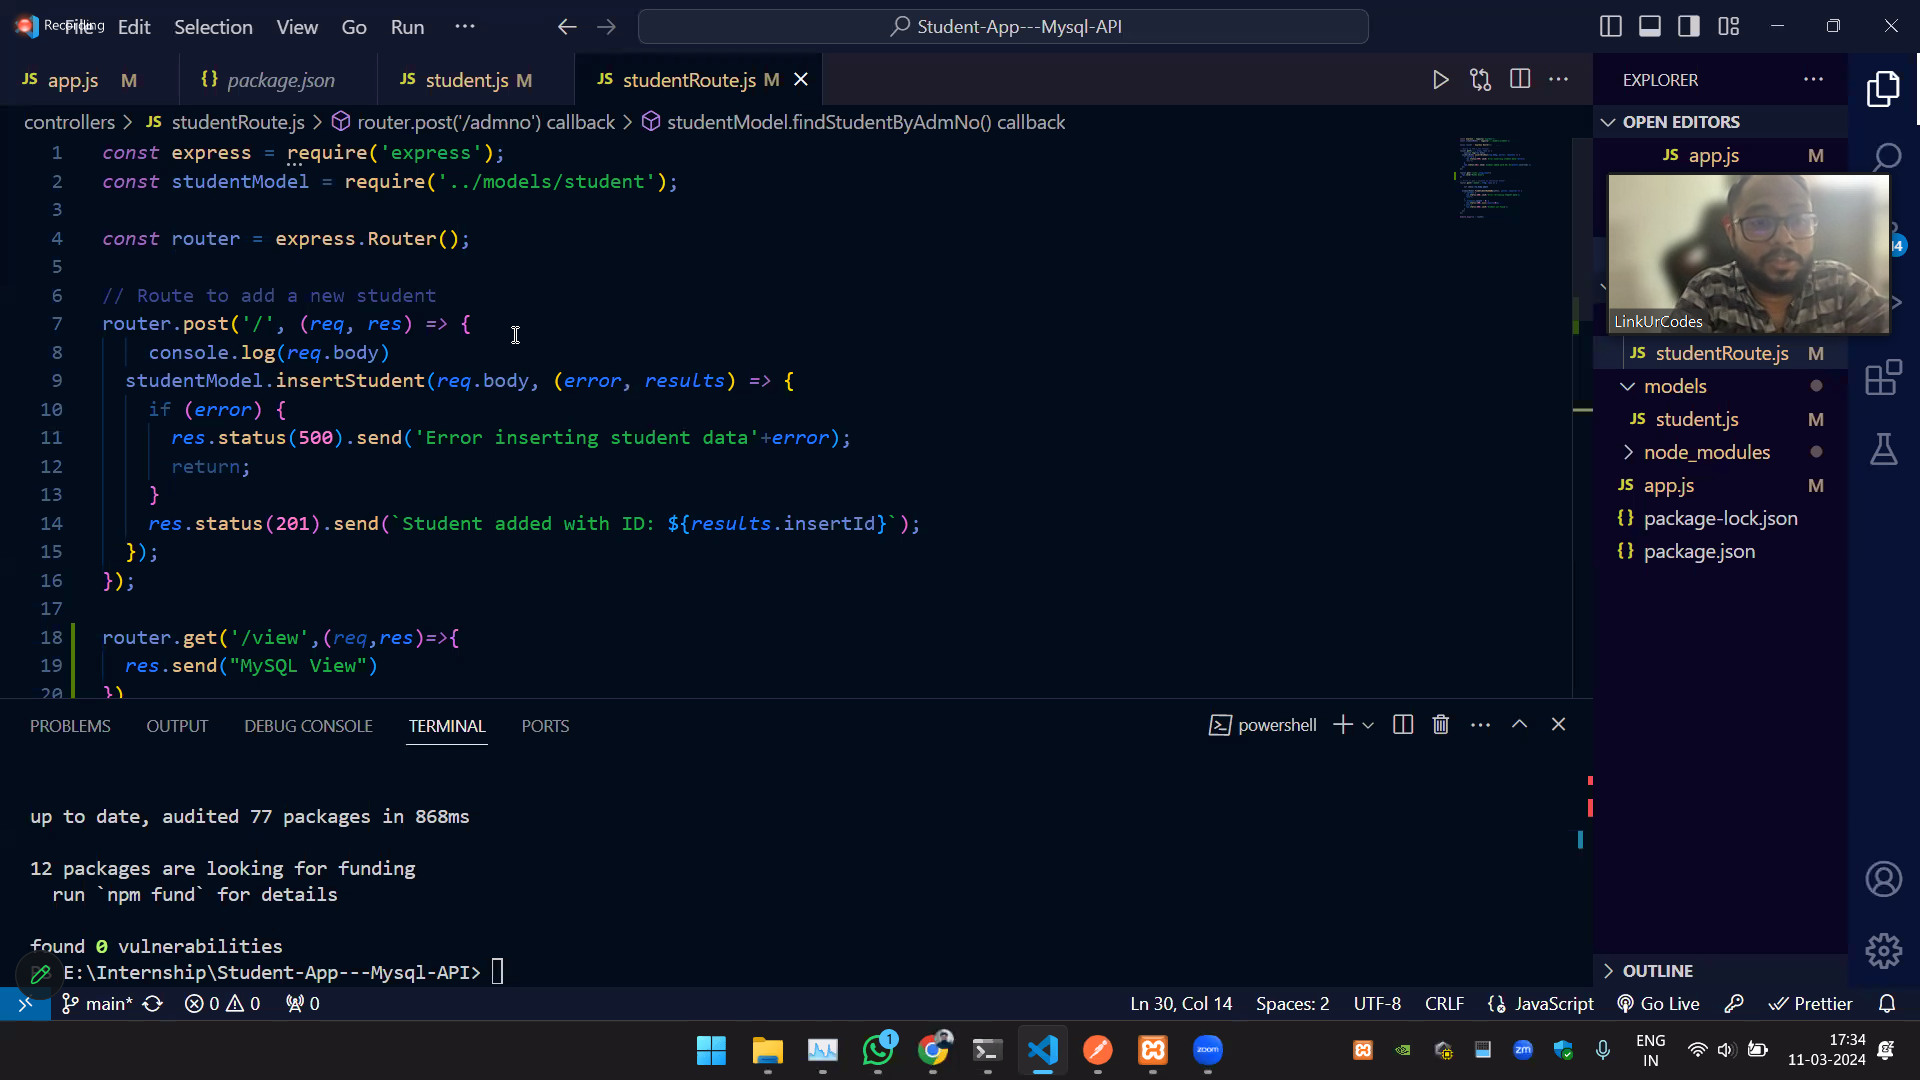 Recording
File Edit Selection View Go Run ···
Student-App---Mysql-API
JS app.js M
{} package.json
JS student.js M
JS studentRoute.js M
EXPLORER
controllers > JS studentRoute.js > router.post('/admno') callback > studentModel.findStudentByAdmNo() callback
OPEN EDITORS
JS app.js M
1 const express = require('express');
2 const studentModel = require('../models/student');
3
4 const router = express.Router();
5
6 // Route to add a new student
7 router.post('/', (req, res) => {
8 console.log(req.body)
9 studentModel.insertStudent(req.body, (error, results) => {
10 if (error) {
11 res.status(500).send('Error inserting student data'+error);
12 return;
13 }
14 res.status(201).send(`Student added with ID: ${results.insertId}`);
15 });
16 });
17
18 router.get('/view',(req,res)=>{
19 res.send("MySQL View")
20 })
14
LinkUrCodes
JS studentRoute.js M
models
JS student.js M
node_modules
JS app.js M
{} package-lock.json
{} package.json
OUTLINE
PROBLEMS OUTPUT DEBUG CONSOLE TERMINAL PORTS
powershell
up to date, audited 77 packages in 868ms
12 packages are looking for funding
run `npm fund` for details
found 0 vulnerabilities
PS E:\Internship\Student-App---Mysql-API>
main* 0 0 0
Ln 30, Col 14 Spaces: 2 UTF-8 CRLF {} JavaScript Go Live Prettier
1
zoom
zm
ENG
IN
17:34
11-03-2024